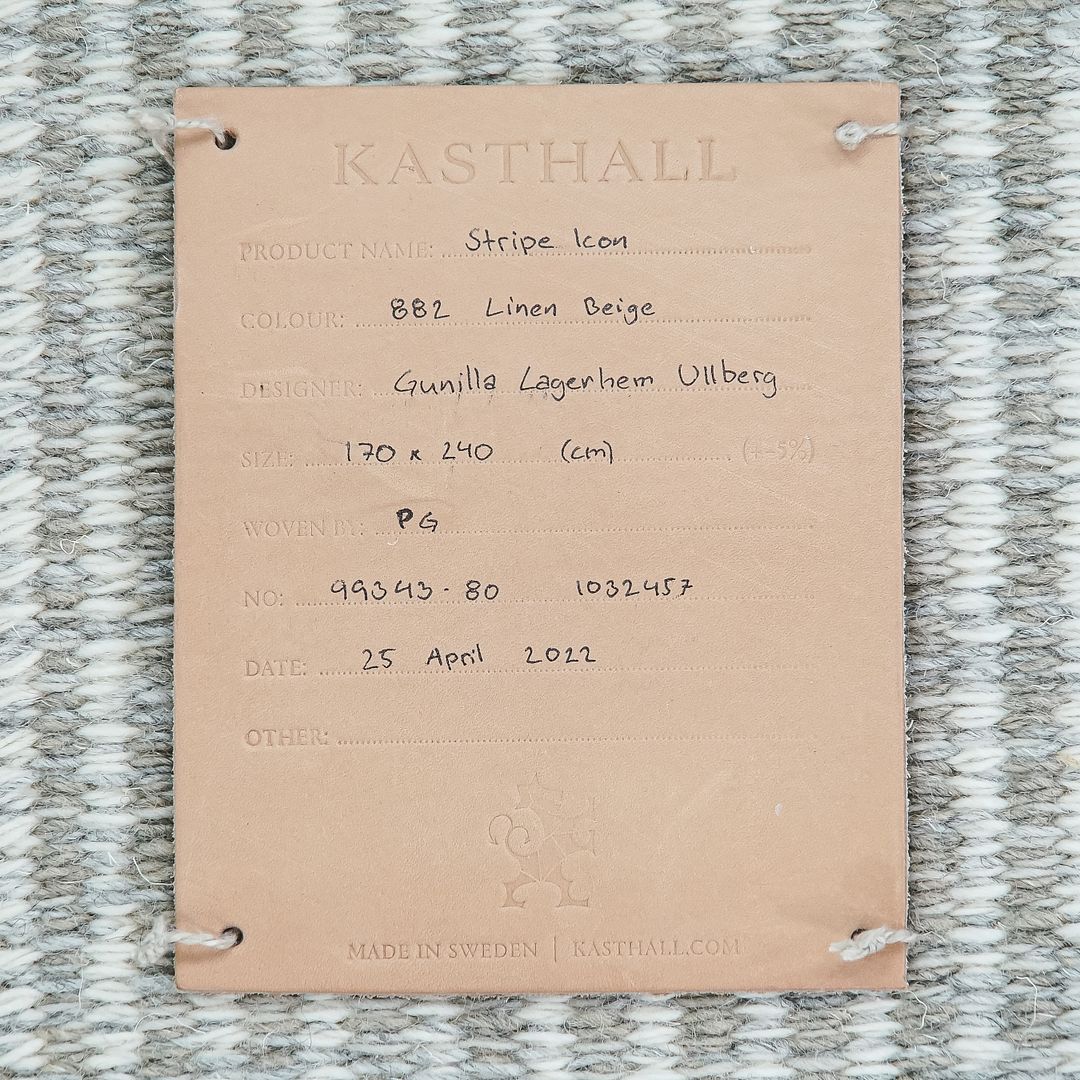 KASTHALL
PRODUCT NAME: Stripe Icon
COLOUR: 882 Linen Beige
DESIGNER: Gunilla Lagerhem Ullberg
SIZE: 170 x 240 (cm) (+-5%)
WOVEN BY: PG
NO: 99343-80 1032457
DATE: 25 April 2022
OTHER:
MADE IN SWEDEN | KASTHALL.COM